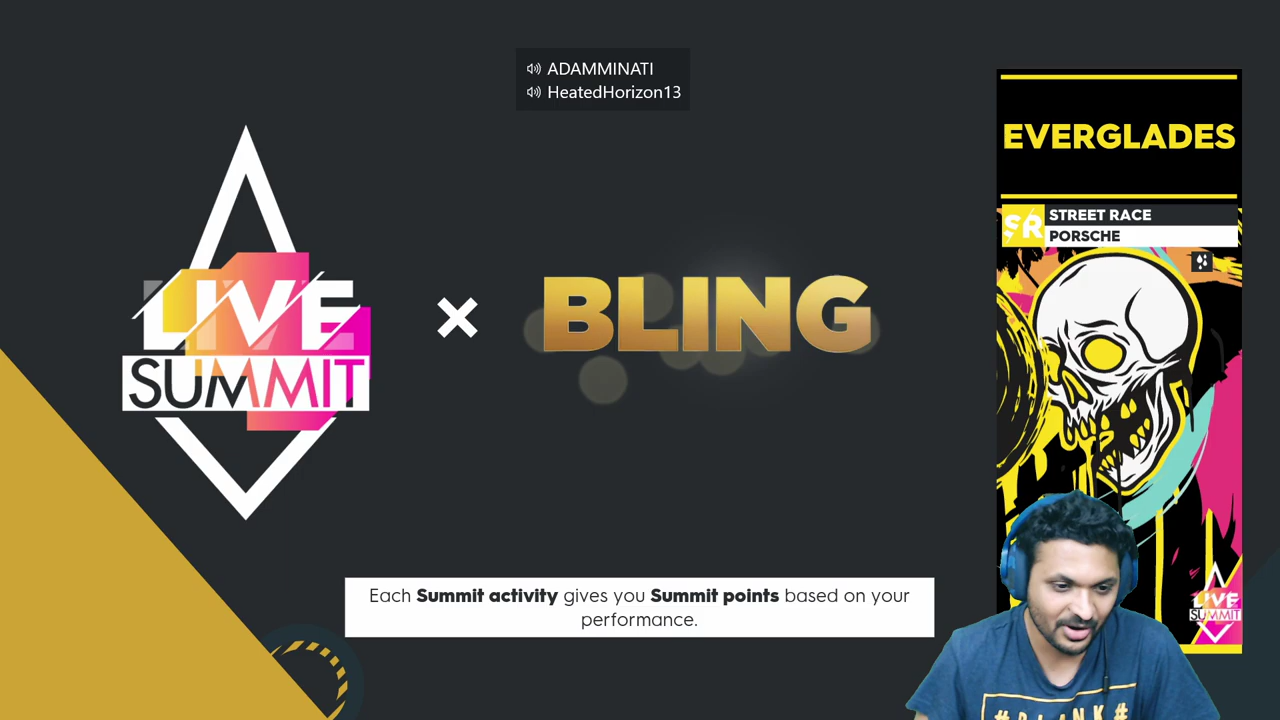 ADAMMINATI
HeatedHorizon13
EVERGLADES
SR STREET RACE
PORSCHE
LIVE
SUMMIT
× BLING
Each Summit activity gives you Summit points based on your
performance.
LIVE
SUMMIT
#BLANK#